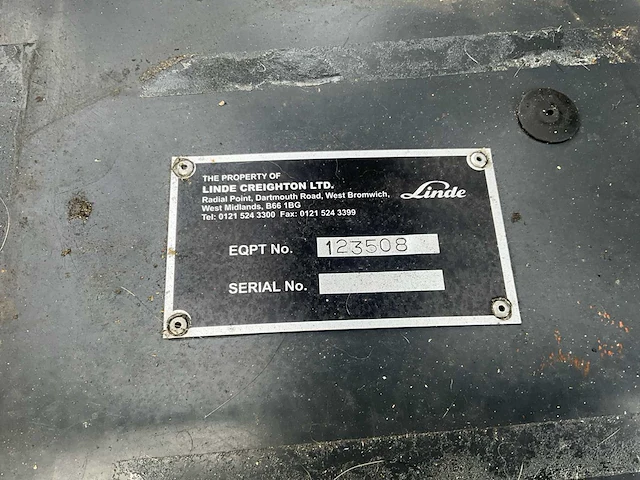 THE PROPERTY OF
LINDE CREIGHTON LTD.
Radial Point, Dartmouth Road, West Bromwich,
West Midlands, B66 1BG
Tel: 0121 524 3300 Fax: 0121 524 3399
Linde
EQPT No. 123508
SERIAL No.